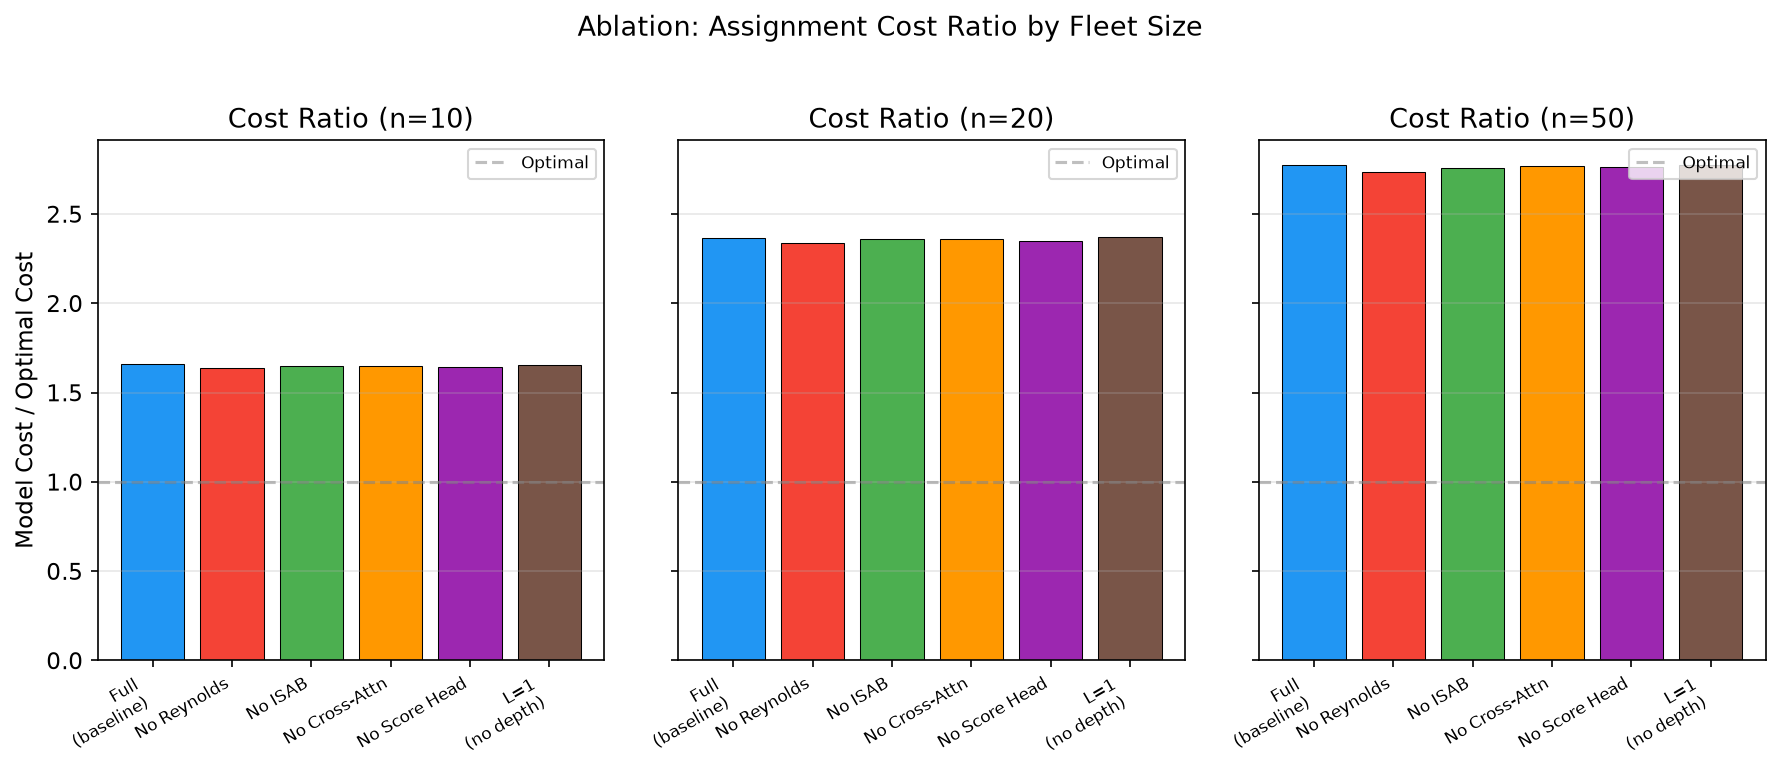 Ablation: Assignment Cost Ratio by Fleet Size
Cost Ratio (n=10)
Model Cost / Optimal Cost
2.5
2.0
1.5
1.0
0.5
0.0
Optimal
Full
(baseline)
No Reynolds
No ISAB
No Cross-Attn
No Score Head
L=1
(no depth)
Cost Ratio (n=20)
Optimal
Full
(baseline)
No Reynolds
No ISAB
No Cross-Attn
No Score Head
L=1
(no depth)
Cost Ratio (n=50)
Optimal
Full
(baseline)
No Reynolds
No ISAB
No Cross-Attn
No Score Head
L=1
(no depth)